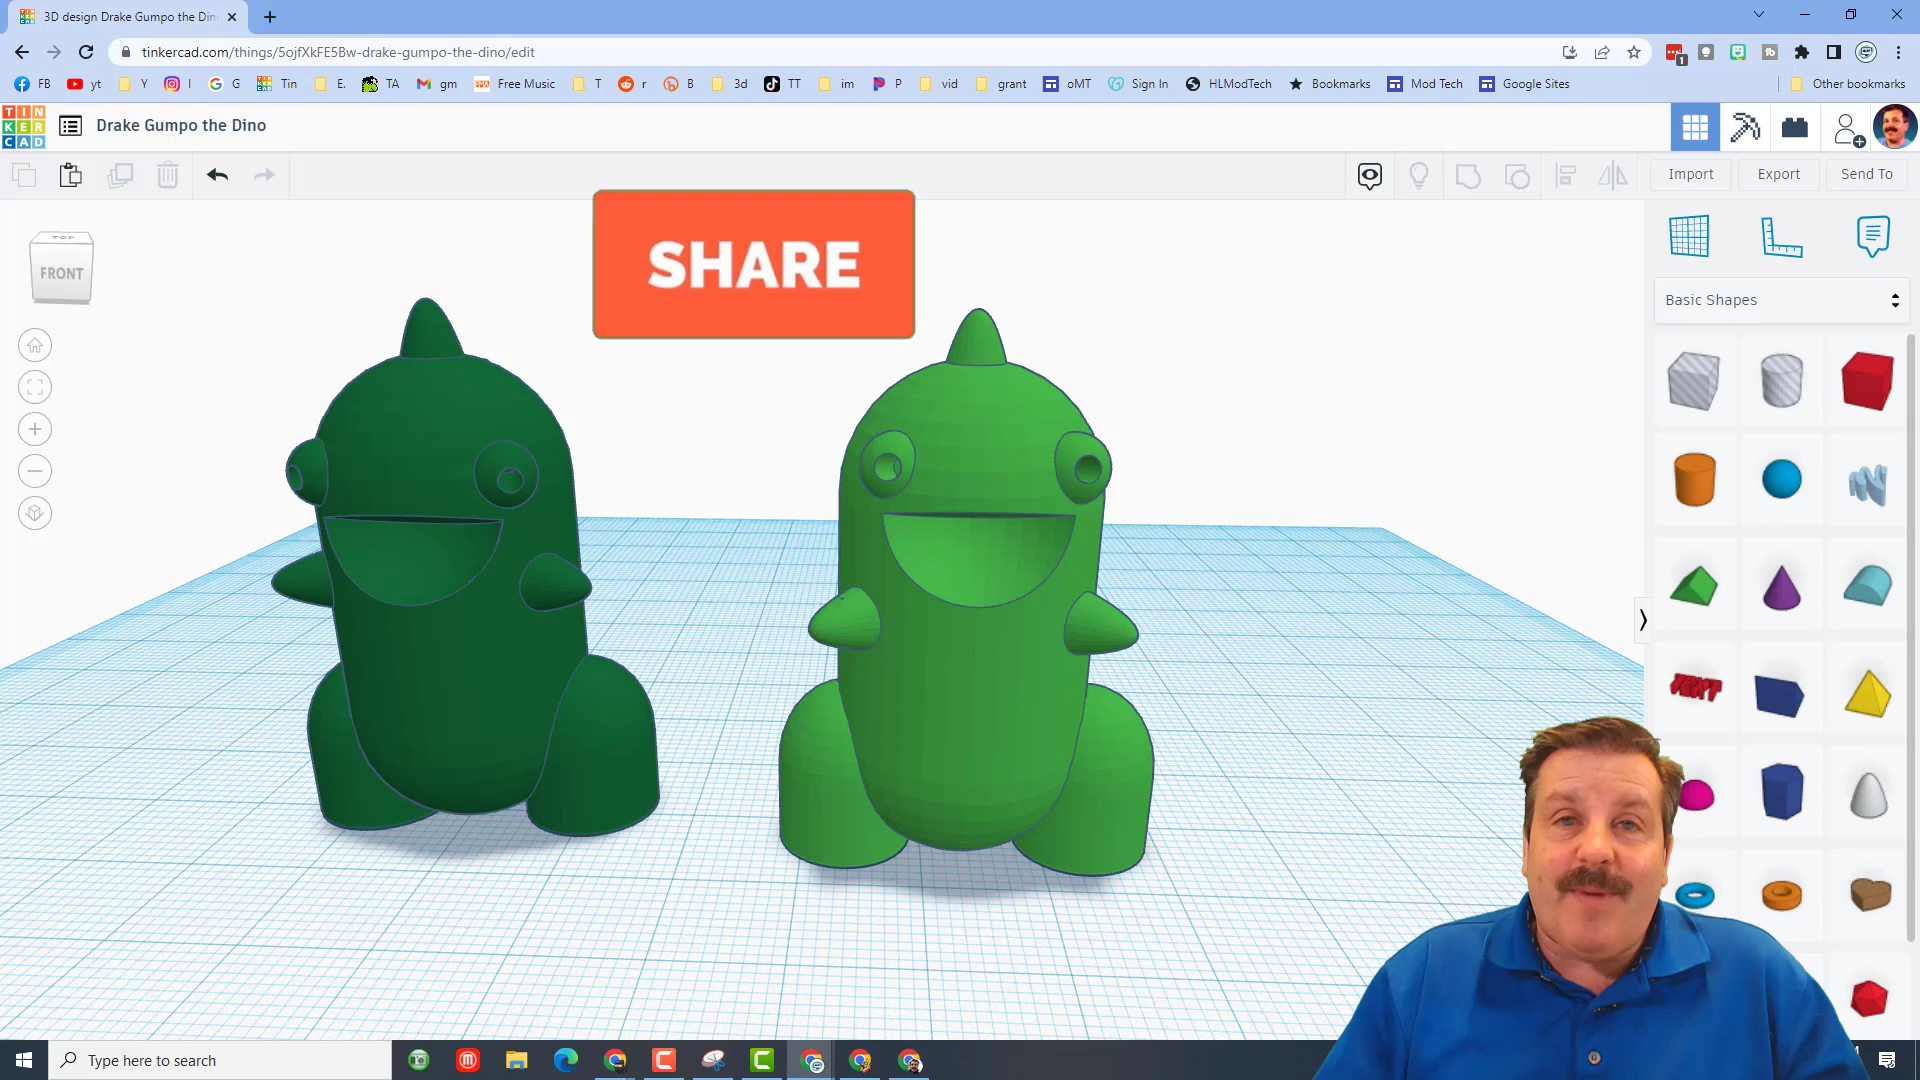 3D design Drake Gumpo the Din
tinkercad.com/things/5ojfXkFE5Bw-drake-gumpo-the-dino/edit
1
FB yt Y I G Tin E. TA gm Free Music T r B 3d TT im P vid grant oMT Sign In HLModTech Bookmarks Mod Tech Google Sites Other bookmarks
TIN
KER
CAD
Drake Gumpo the Dino
Import Export Send To
SHARE
TOP
FRONT
Basic Shapes
TEXT
Type here to search